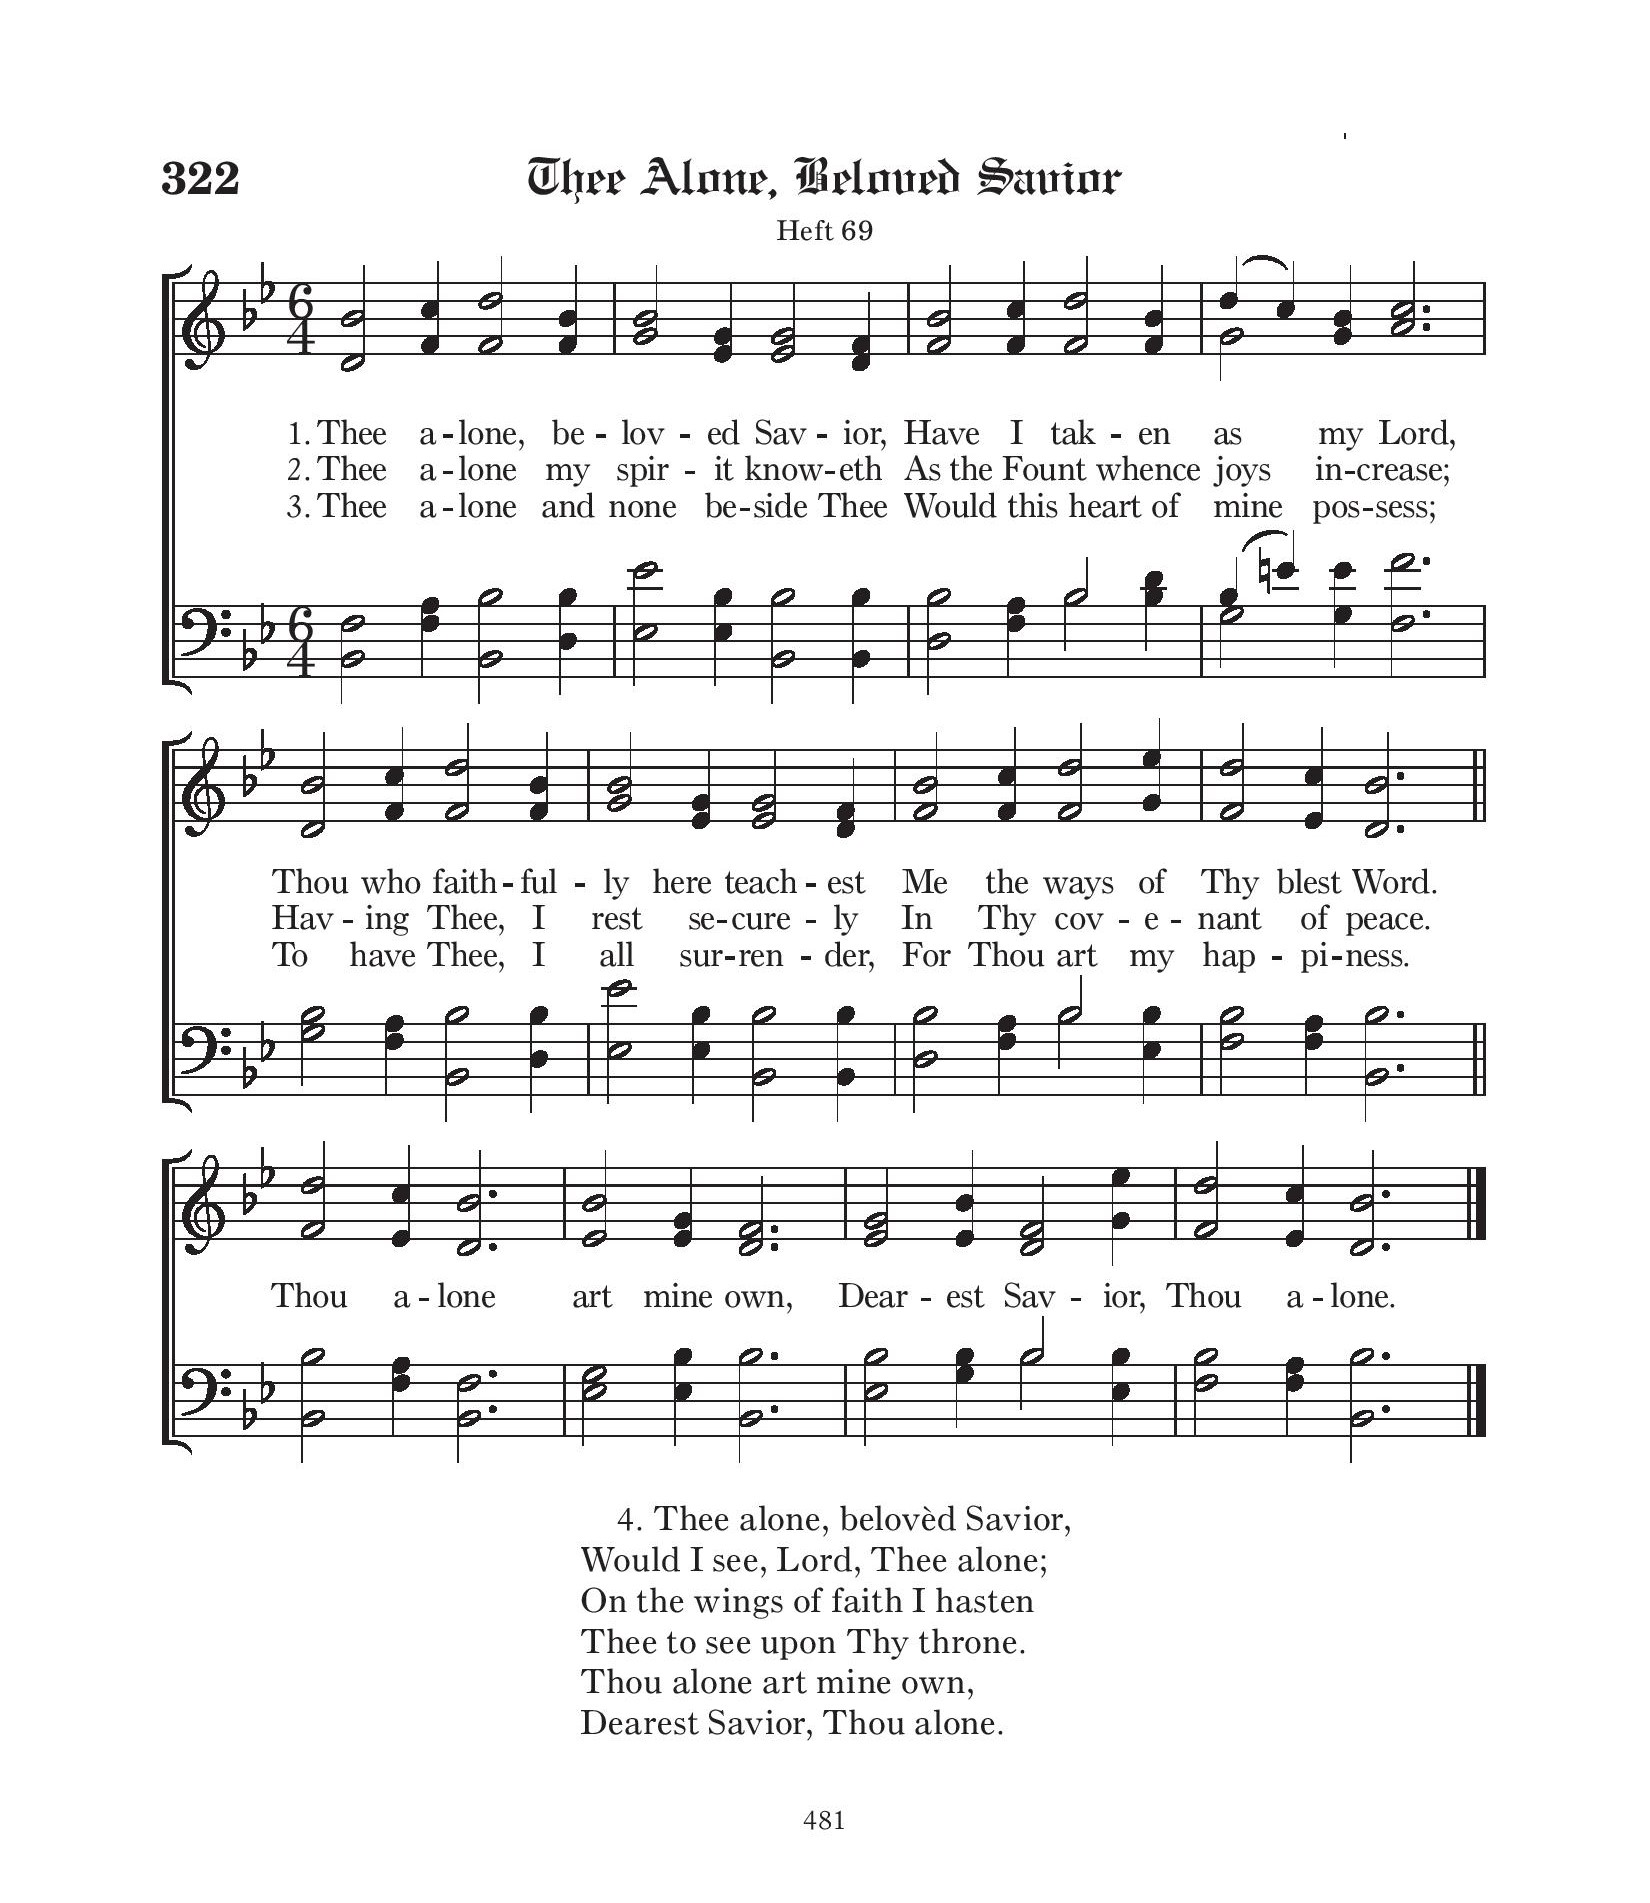 322
Thee Alone, Beloved Savior
Heft 69
6
4
1. Thee a - lone, be - lov - ed Sav - ior, Have I tak - en as my Lord,
2. Thee a - lone my spir - it know - eth As the Fount whence joys in - crease;
3. Thee a - lone and none be - side Thee Would this heart of mine pos - sess;
6
4
Thou who faith - ful - ly here teach - est Me the ways of Thy blest Word.
Hav - ing Thee, I rest se - cure - ly In Thy cov - e - nant of peace.
To have Thee, I all sur - ren - der, For Thou art my hap - pi - ness.
Thou a - lone art mine own, Dear - est Sav - ior, Thou a - lone.
4. Thee alone, belovèd Savior,
Would I see, Lord, Thee alone;
On the wings of faith I hasten
Thee to see upon Thy throne.
Thou alone art mine own,
Dearest Savior, Thou alone.
481